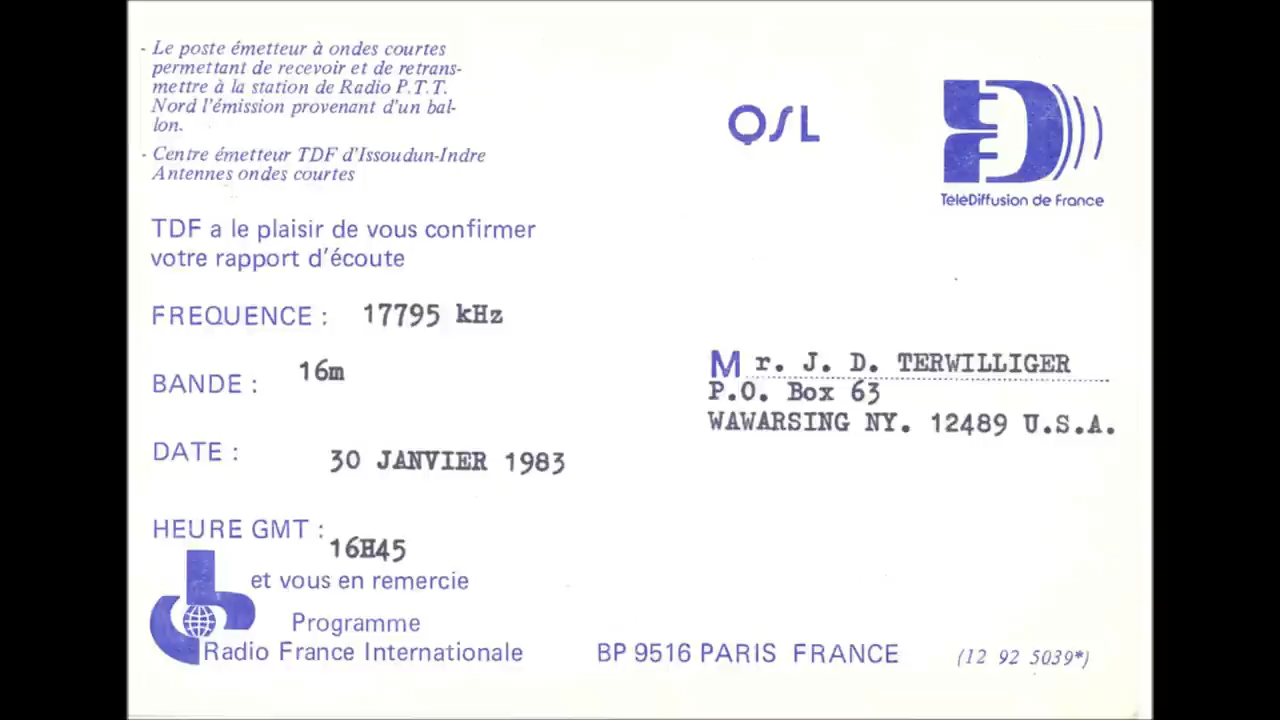 - Le poste émetteur à ondes courtes
permettant de recevoir et de retrans-
mettre à la station de Radio P.T.T.
Nord l'émission provenant d'un bal-
lon.
- Centre émetteur TDF d'Issoudun-Indre
Antennes ondes courtes
QSL
TDF
TéléDiffusion de France
TDF a le plaisir de vous confirmer
votre rapport d'écoute
FREQUENCE : 17795 kHz
BANDE : 16m
DATE : 30 JANVIER 1983
HEURE GMT : 16H45
et vous en remercie
Programme
Radio France Internationale
Mr. J. D. TERWILLIGER
P.O. Box 63
WAWARSING NY. 12489 U.S.A.
BP 9516 PARIS FRANCE
(12 92 5039*)